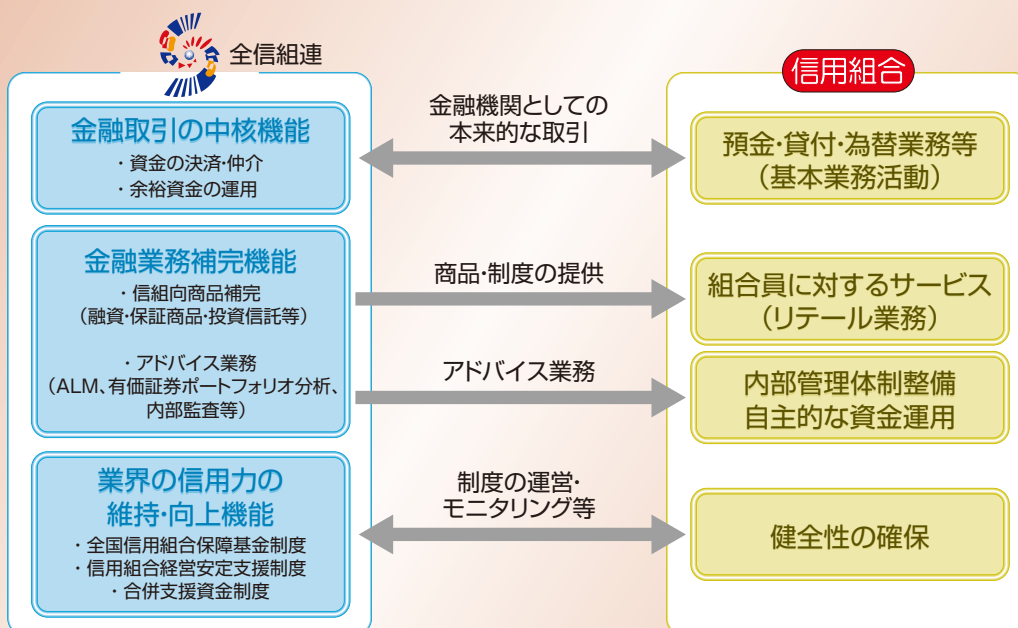 全信組連
金融取引の中核機能
・資金の決済・仲介
・余裕資金の運用
金融業務補完機能
・信組向商品補完
（融資・保証商品・投資信託等）
・アドバイス業務
（ALM、有価証券ポートフォリオ分析、
内部監査等）
業界の信用力の
維持・向上機能
・全国信用組合保障基金制度
・信用組合経営安定支援制度
・合併支援資金制度
金融機関としての
本来的な取引
商品・制度の提供
アドバイス業務
制度の運営・
モニタリング等
信用組合
預金・貸付・為替業務等
（基本業務活動）
組合員に対するサービス
（リテール業務）
内部管理体制整備
自主的な資金運用
健全性の確保